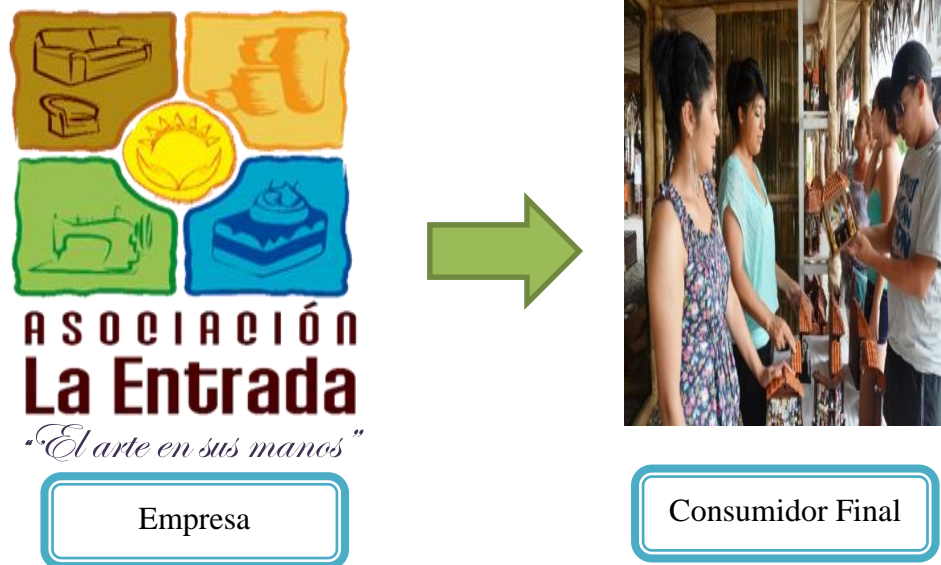 ASOCIACIÓN
La Entrada
"El arte en sus manos"
Empresa
Consumidor Final